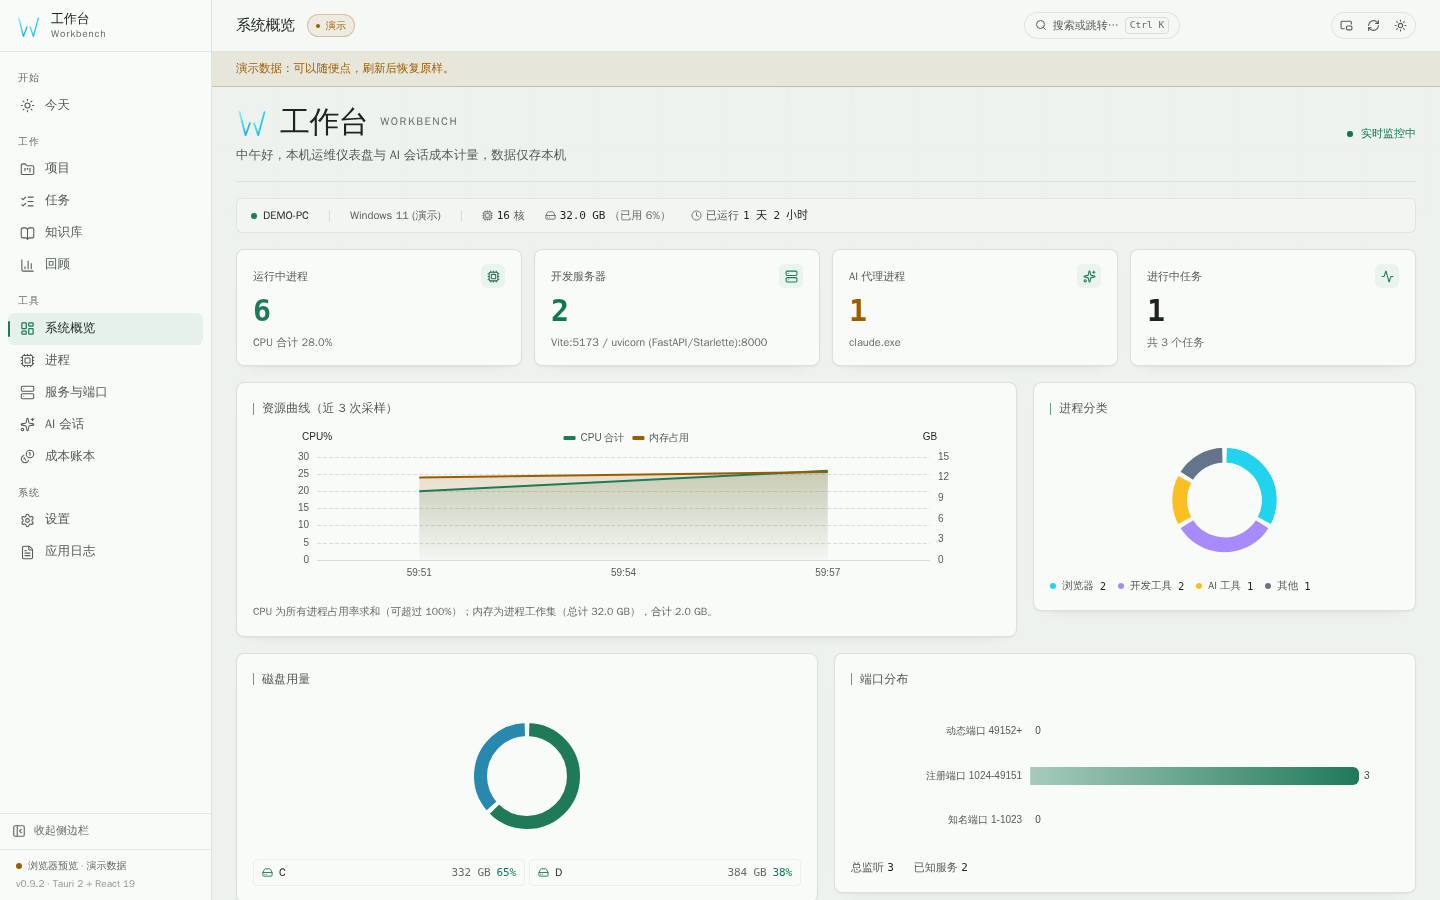 工作台
Workbench
开始
今天
工作
项目
任务
知识库
回顾
工具
系统概览
进程
服务与端口
AI 会话
成本账本
系统
设置
应用日志
收起侧边栏
浏览器预览 · 演示数据
v0.9.2 · Tauri 2 + React 19
系统概览
演示
搜索或跳转… Ctrl K
演示数据：可以随便点，刷新后恢复原样。
工作台 WORKBENCH
中午好，本机运维仪表盘与 AI 会话成本计量，数据仅存本机
实时监控中
DEMO-PC Windows 11 (演示) 16 核 32.0 GB （已用 6%） 已运行 1 天 2 小时
运行中进程
6
CPU 合计 28.0%
开发服务器
2
Vite:5173 / uvicorn (FastAPI/Starlette):8000
AI 代理进程
1
claude.exe
进行中任务
1
共 3 个任务
资源曲线（近 3 次采样）
CPU% CPU 合计 内存占用 GB
30 15
25 12
20 9
15 6
10 3
5 0
0
59:51 59:54 59:57
CPU 为所有进程占用率求和（可超过 100%）；内存为进程工作集（总计 32.0 GB），合计 2.0 GB。
进程分类
浏览器 2 开发工具 2 AI 工具 1 其他 1
磁盘用量
C 332 GB 65%
D 384 GB 38%
端口分布
动态端口 49152+ 0
注册端口 1024-49151 3
知名端口 1-1023 0
总监听 3 已知服务 2